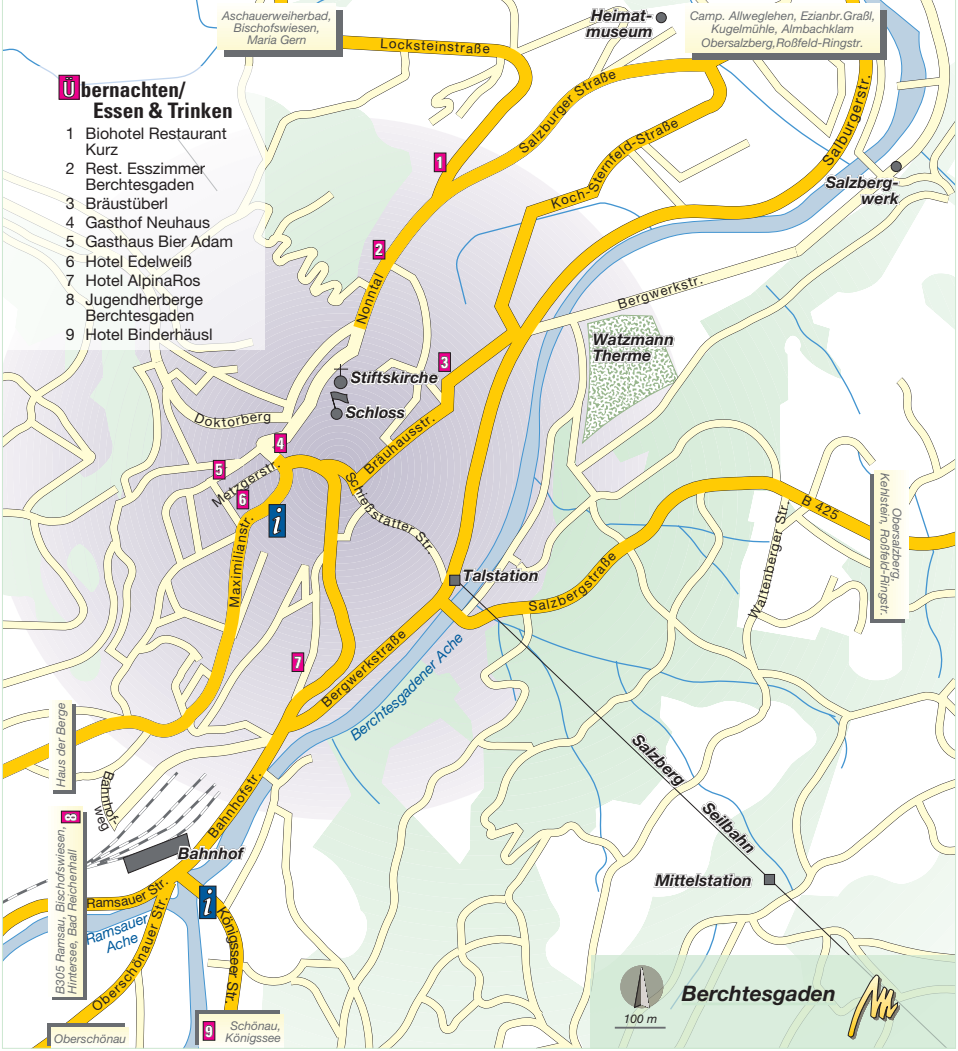 Aschauerweiherbad,
Bischofswiesen,
Maria Gern
Locksteinstraße
Heimat-
museum
Camp. Allweglehen, Ezianbr.Graßl,
Kugelmühle, Almbachklam
Obersalzberg,Roßfeld-Ringstr.
Übernachten/
Essen & Trinken
1 Biohotel Restaurant
Kurz
2 Rest. Esszimmer
Berchtesgaden
3 Bräustüberl
4 Gasthof Neuhaus
5 Gasthaus Bier Adam
6 Hotel Edelweiß
7 Hotel AlpinaRos
8 Jugendherberge
Berchtesgaden
9 Hotel Binderhäusl
Salzburger Straße
Koch-Sternfeld-Straße
Salburgerstr.
Salzberg-
werk
1
2
Nonntal
Bergwerkstr.
Watzmann
Therme
3
Stiftskirche
Schloss
Doktorberg
Bräuhausstr.
4
5
Metzgerstr.
6
i
Schießstätter Str.
Maximilianstr.
B 425
Obersalzberg,
Kehlstein, Roßfeld-Ringstr.
Waltenberger Str.
Talstation
Salzbergstraße
7
Bergwerkstraße
Berchtesgadener Ache
Haus der Berge
Bahnhof-
weg
Bahnhofstr.
Salzberg
Seilbahn
Bahnhof
Mittelstation
8
B305 Ramsau, Bischofswiesen,
Hintersee, Bad Reichenhall
Ramsauer Str.
Ramsauer
Ache
i
Königsseer Str.
Oberschönauer Str.
Oberschönau
9 Schönau,
Königssee
100 m
Berchtesgaden